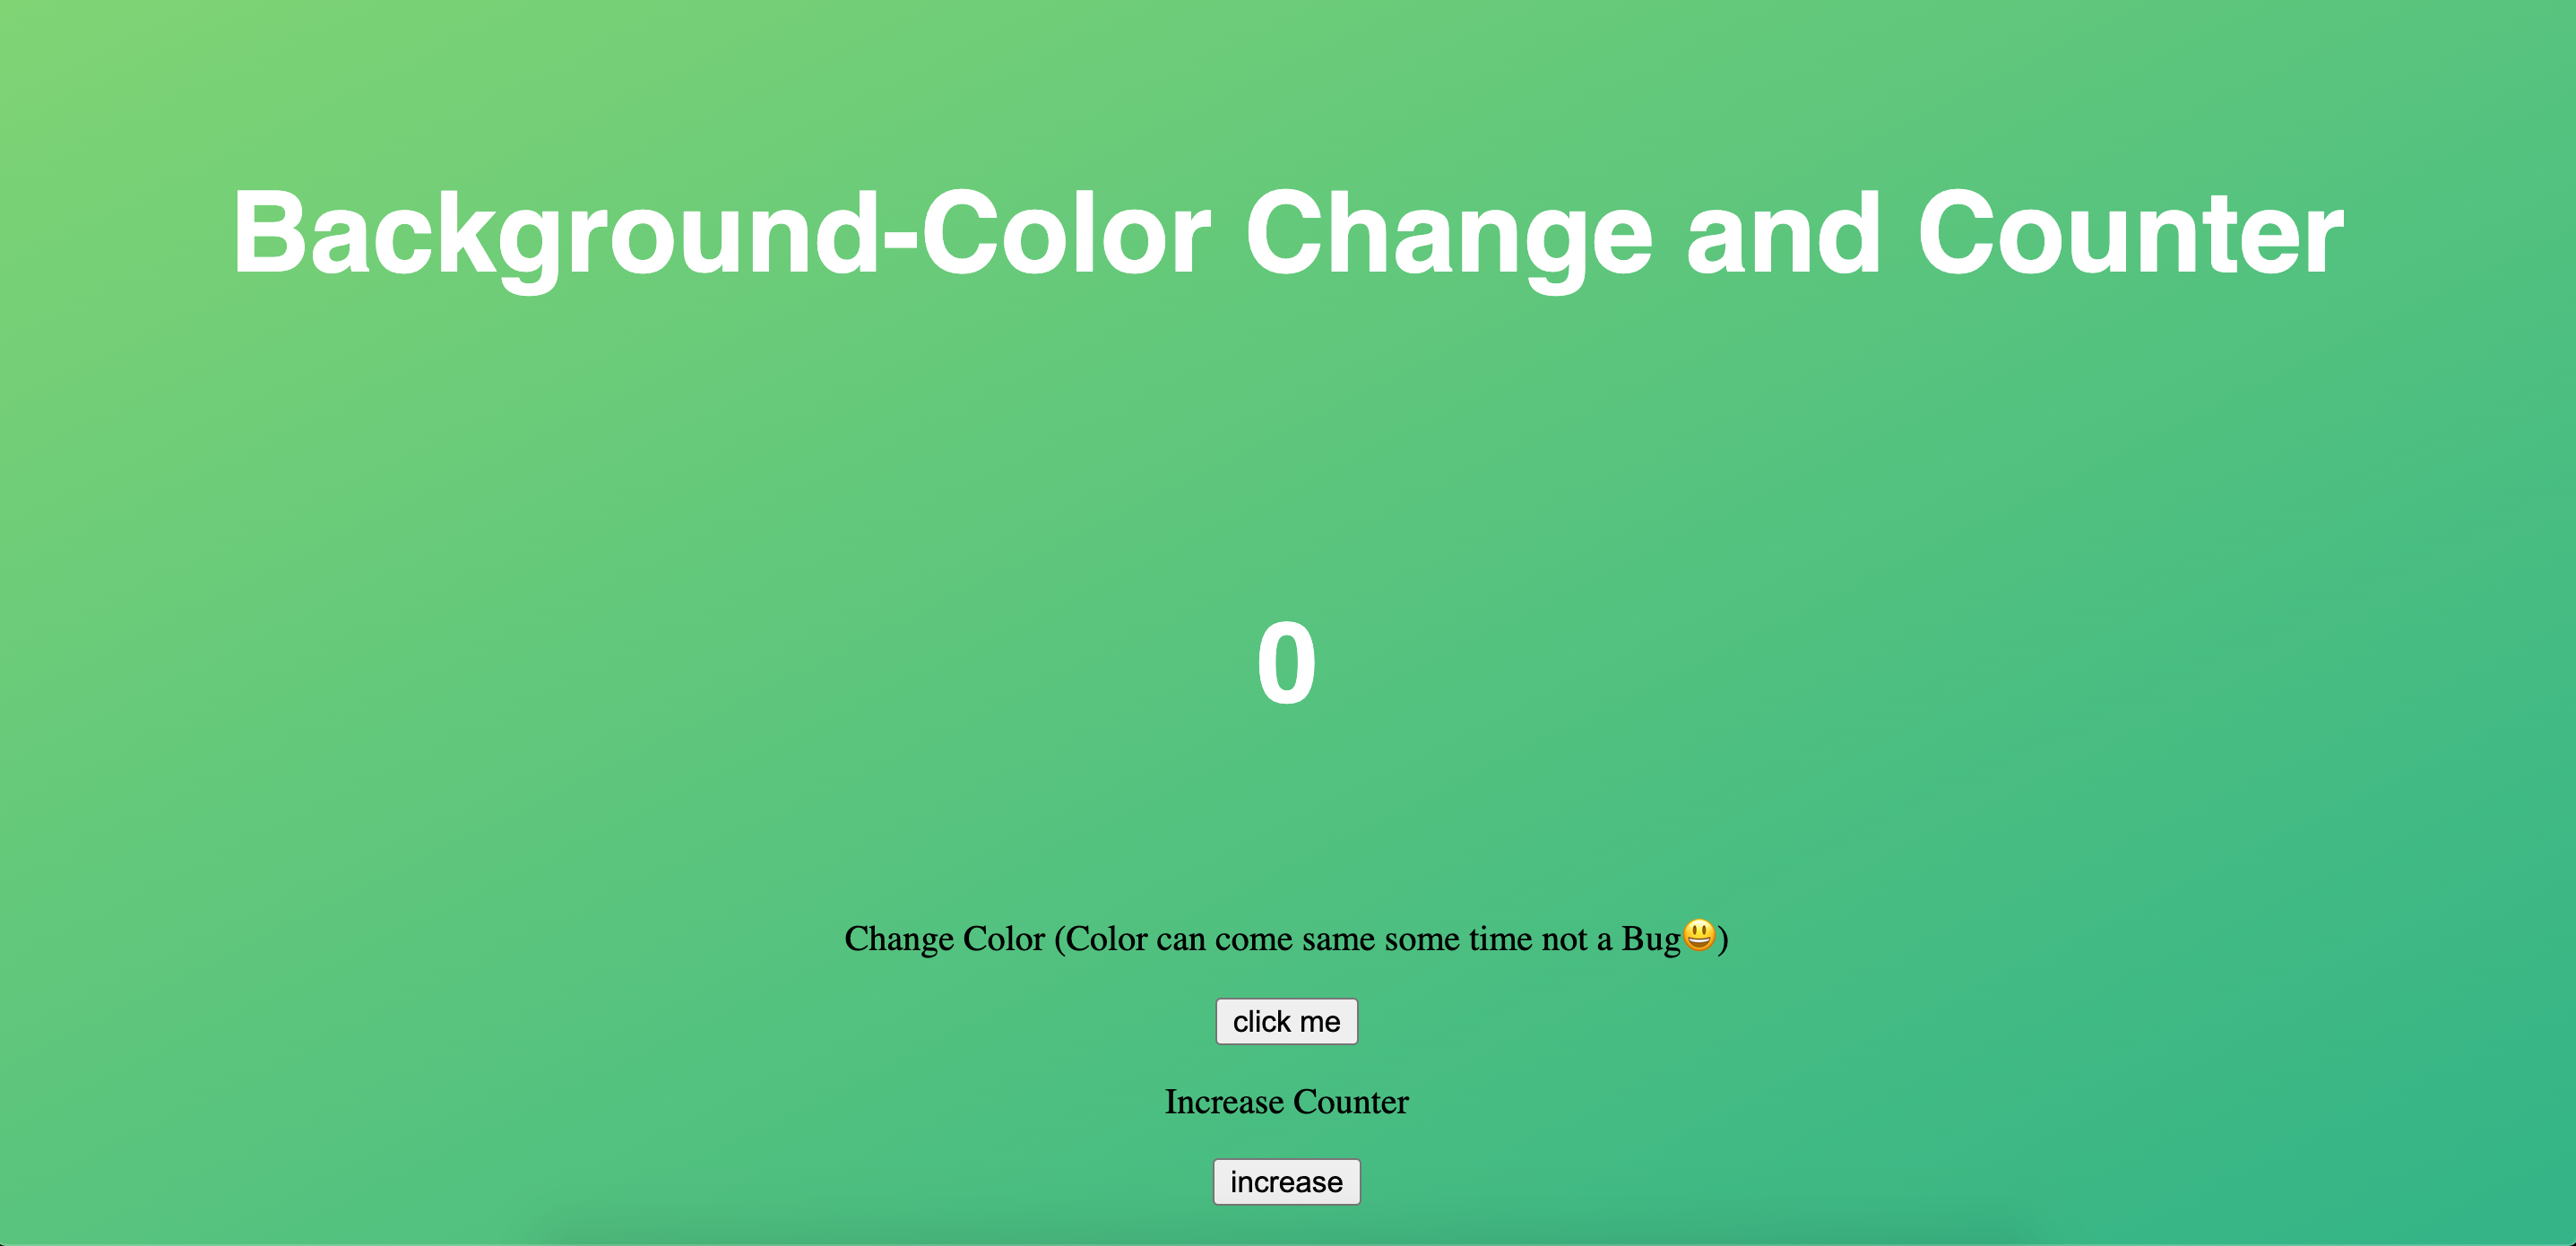 Background-Color Change and Counter
0
Change Color (Color can come same some time not a Bug😃)
click me
Increase Counter
increase